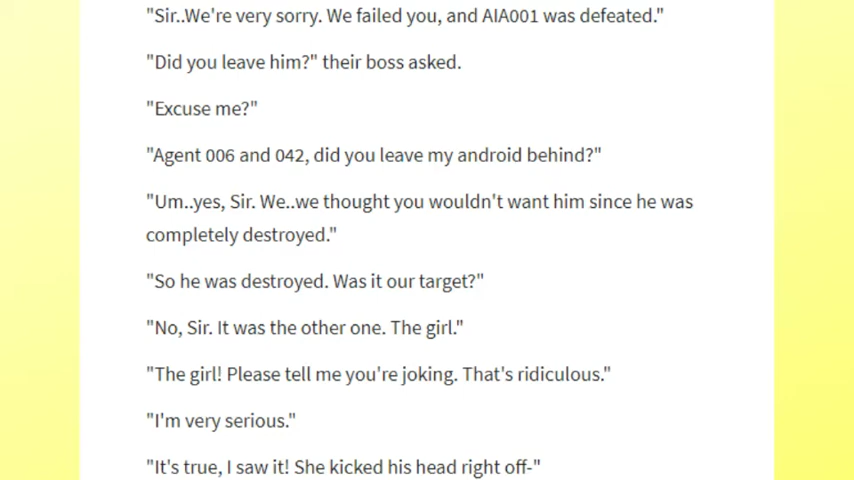 "Sir..We're very sorry. We failed you, and AIA001 was defeated."
"Did you leave him?" their boss asked.
"Excuse me?"
"Agent 006 and 042, did you leave my android behind?"
"Um..yes, Sir. We..we thought you wouldn't want him since he was
completely destroyed."
"So he was destroyed. Was it our target?"
"No, Sir. It was the other one. The girl."
"The girl! Please tell me you're joking. That's ridiculous."
"I'm very serious."
"It's true, I saw it! She kicked his head right off-"